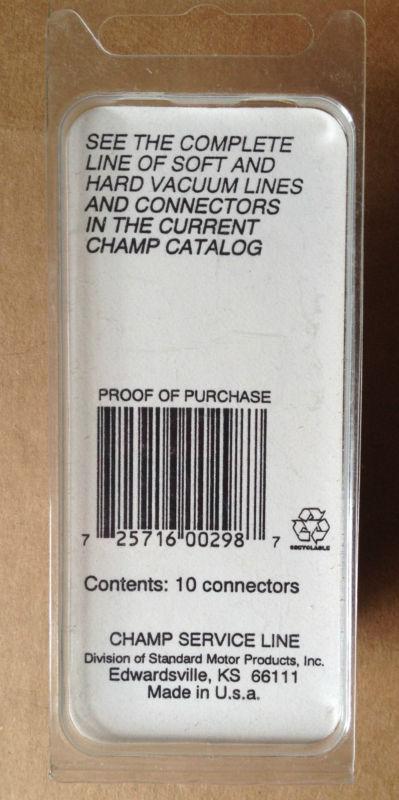 SEE THE COMPLETE
LINE OF SOFT AND
HARD VACUUM LINES
AND CONNECTORS
IN THE CURRENT
CHAMP CATALOG
PROOF OF PURCHASE
7 25716 00298 7
RECYCLABLE
Contents: 10 connectors
CHAMP SERVICE LINE
Division of Standard Motor Products, Inc.
Edwardsville, KS 66111
Made in U.s.a.